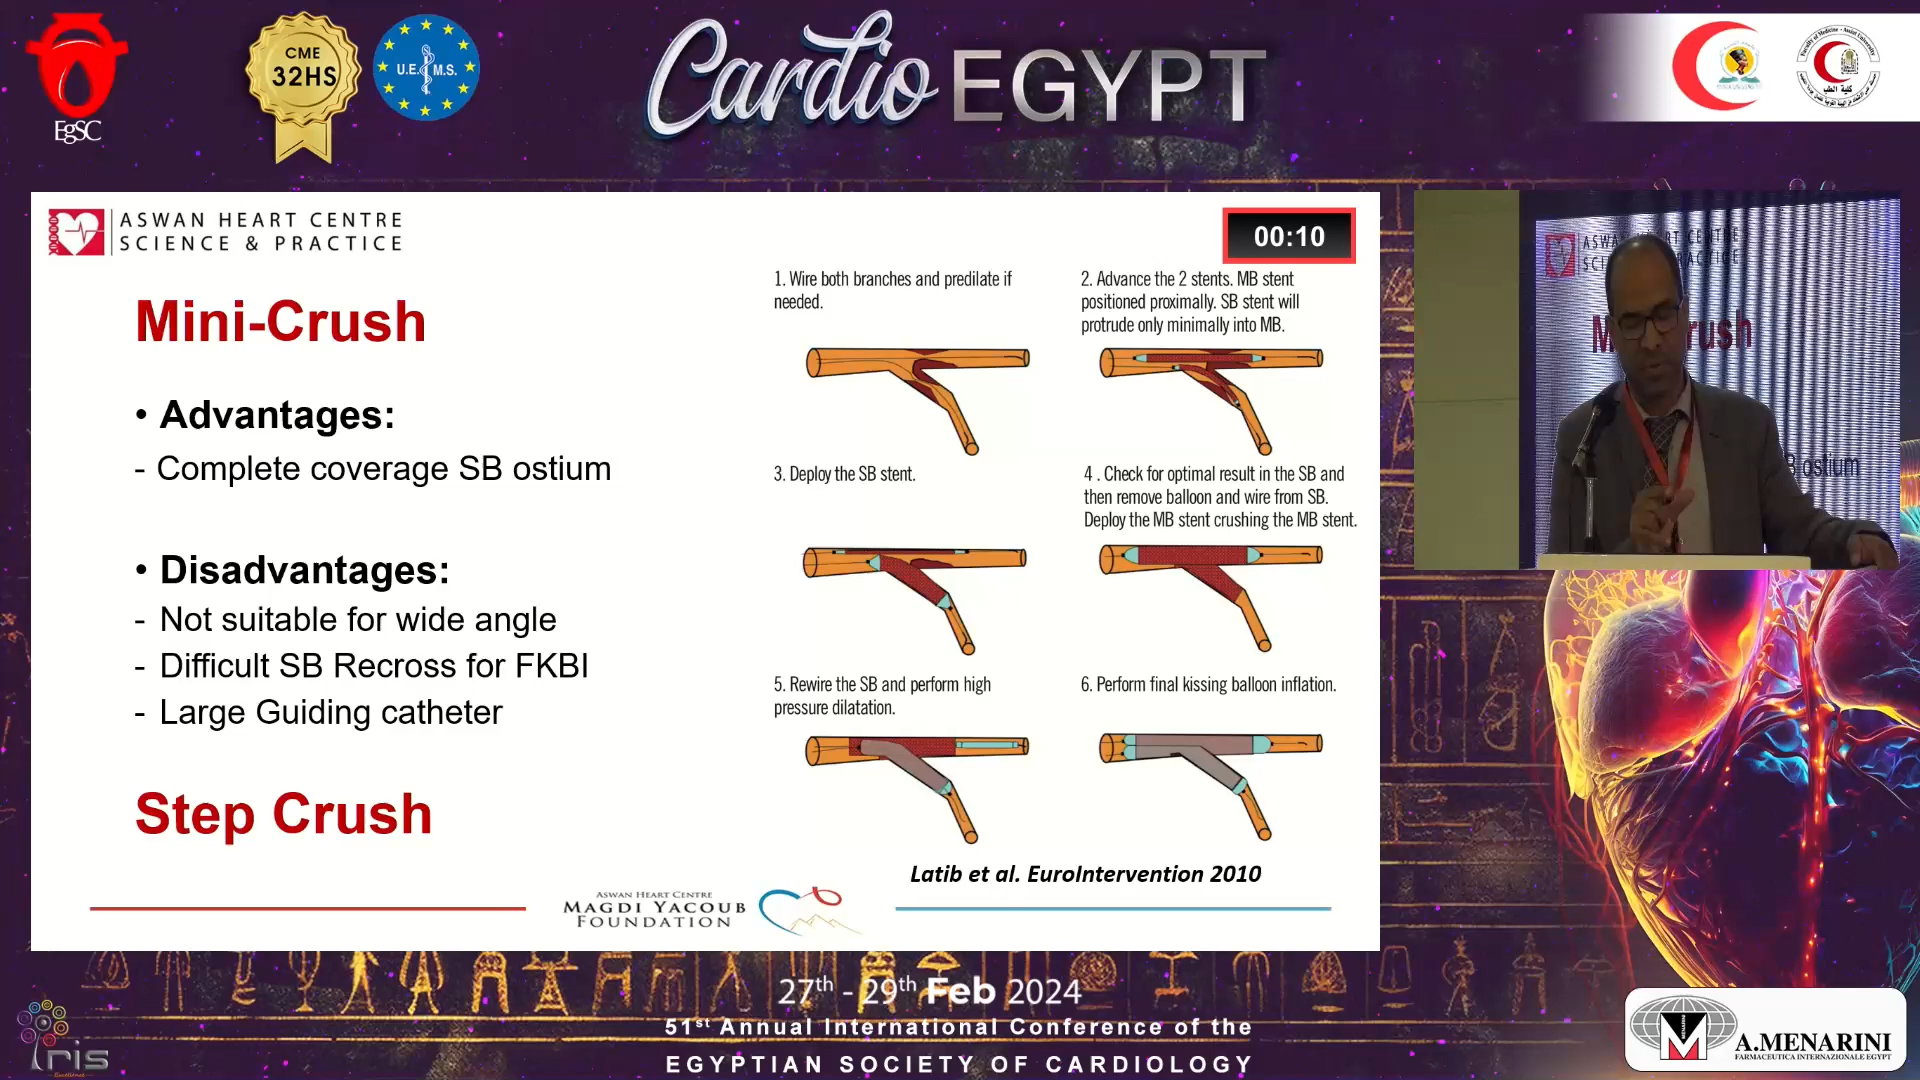 EgSC
CME
32HS
U.E.M.S.
Cardio EGYPT
ASWAN HEART CENTRE
SCIENCE & PRACTICE
00:10
Mini-Crush
• Advantages:
- Complete coverage SB ostium
• Disadvantages:
- Not suitable for wide angle
- Difficult SB Recross for FKBI
- Large Guiding catheter
Step Crush
1. Wire both branches and predilate if
needed.
2. Advance the 2 stents. MB stent
positioned proximally. SB stent will
protrude only minimally into MB.
3. Deploy the SB stent.
4 . Check for optimal result in the SB and
then remove balloon and wire from SB.
Deploy the MB stent crushing the MB stent.
5. Rewire the SB and perform high
pressure dilatation.
6. Perform final kissing balloon inflation.
Latib et al. EuroIntervention 2010
ASWAN HEART CENTRE
MAGDI YACOUB
FOUNDATION
B ostium
27th - 29th Feb 2024
51st Annual International Conference of the
EGYPTIAN SOCIETY OF CARDIOLOGY
Iris
A.MENARINI
FARMACEUTICA INTERNAZIONALE EGYPT